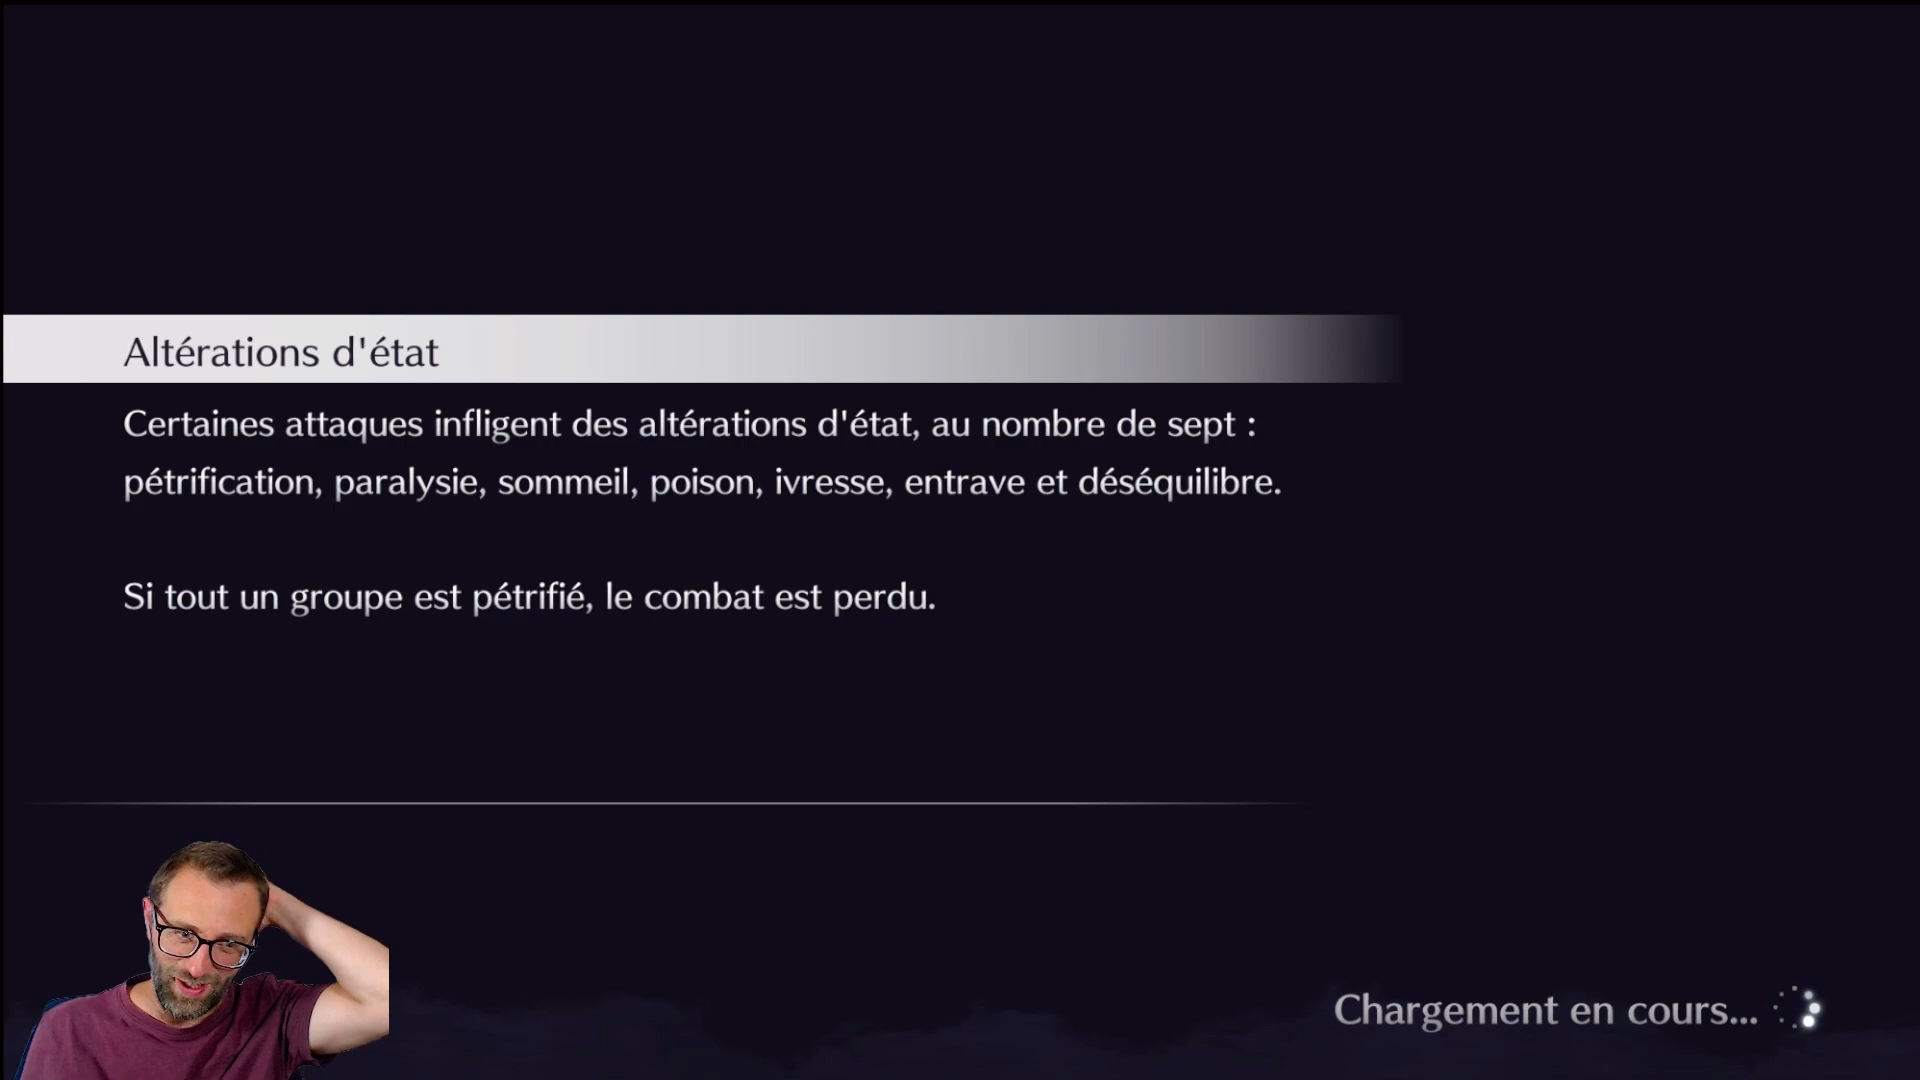 Altérations d'état
Certaines attaques infligent des altérations d'état, au nombre de sept :
pétrification, paralysie, sommeil, poison, ivresse, entrave et déséquilibre.
Si tout un groupe est pétrifié, le combat est perdu.
Chargement en cours...